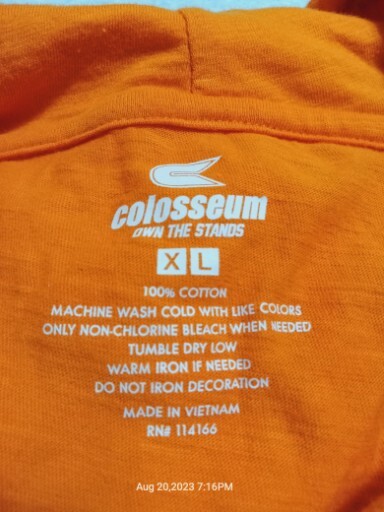 colosseum
OWN THE STANDS
XL
100% COTTON
MACHINE WASH COLD WITH LIKE COLORS
ONLY NON-CHLORINE BLEACH WHEN NEEDED
TUMBLE DRY LOW
WARM IRON IF NEEDED
DO NOT IRON DECORATION
MADE IN VIETNAM
RN# 114166
Aug 20,2023 7:16PM